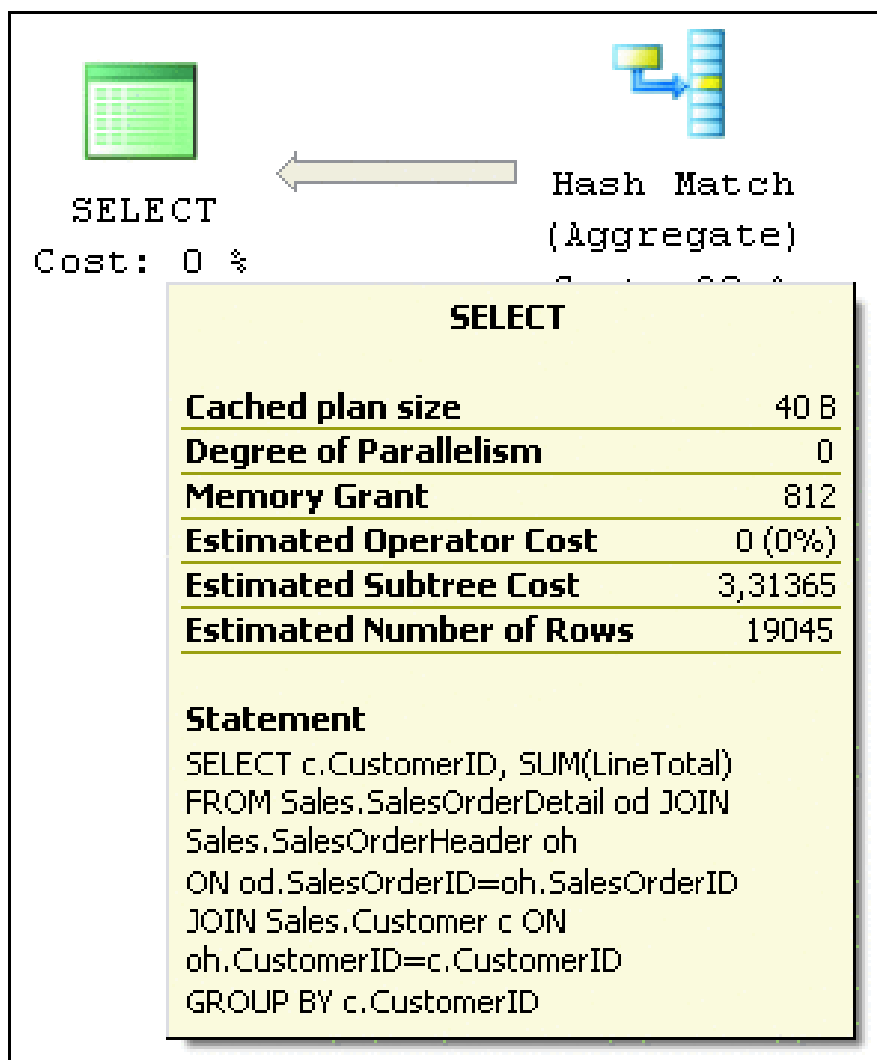 SELECT
Cost: 0 %
Hash Match
(Aggregate)
SELECT
Cached plan size 40 B
Degree of Parallelism 0
Memory Grant 812
Estimated Operator Cost 0 (0%)
Estimated Subtree Cost 3,31365
Estimated Number of Rows 19045
Statement
SELECT c.CustomerID, SUM(LineTotal)
FROM Sales.SalesOrderDetail od JOIN
Sales.SalesOrderHeader oh
ON od.SalesOrderID=oh.SalesOrderID
JOIN Sales.Customer c ON
oh.CustomerID=c.CustomerID
GROUP BY c.CustomerID